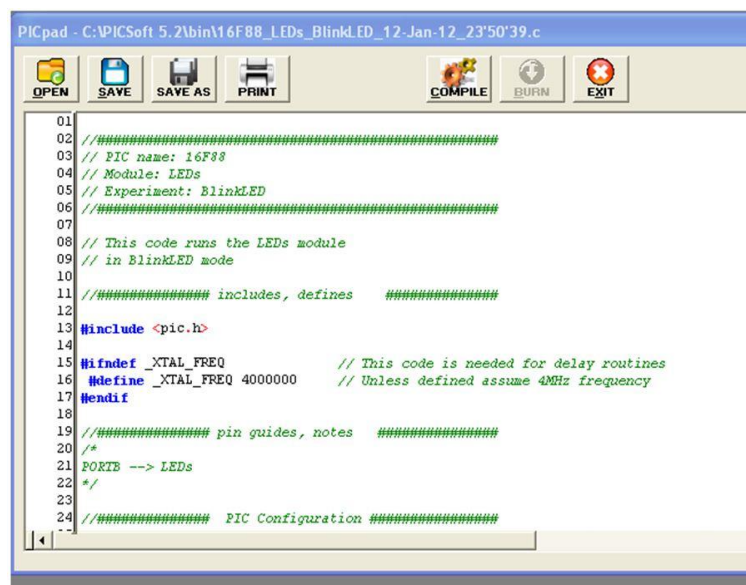 PICpad - C:\PICSoft 5.2\bin\16F88_LEDs_BlinkLED_12-Jan-12_23'50'39.c
OPEN SAVE SAVE AS PRINT COMPILE BURN EXIT
01
02 //##################################################
03 // PIC name: 16F88
04 // Module: LEDs
05 // Experiment: BlinkLED
06 //##################################################
07
08 // This code runs the LEDs module
09 // in BlinkLED mode
10
11 //############## includes, defines ##############
12
13 #include <pic.h>
14
15 #ifndef _XTAL_FREQ // This code is needed for delay routines
16 #define _XTAL_FREQ 4000000 // Unless defined assume 4MHz frequency
17 #endif
18
19 //############## pin guides, notes ###############
20 /*
21 PORTB --> LEDs
22 */
23
24 //############## PIC Configuration ################